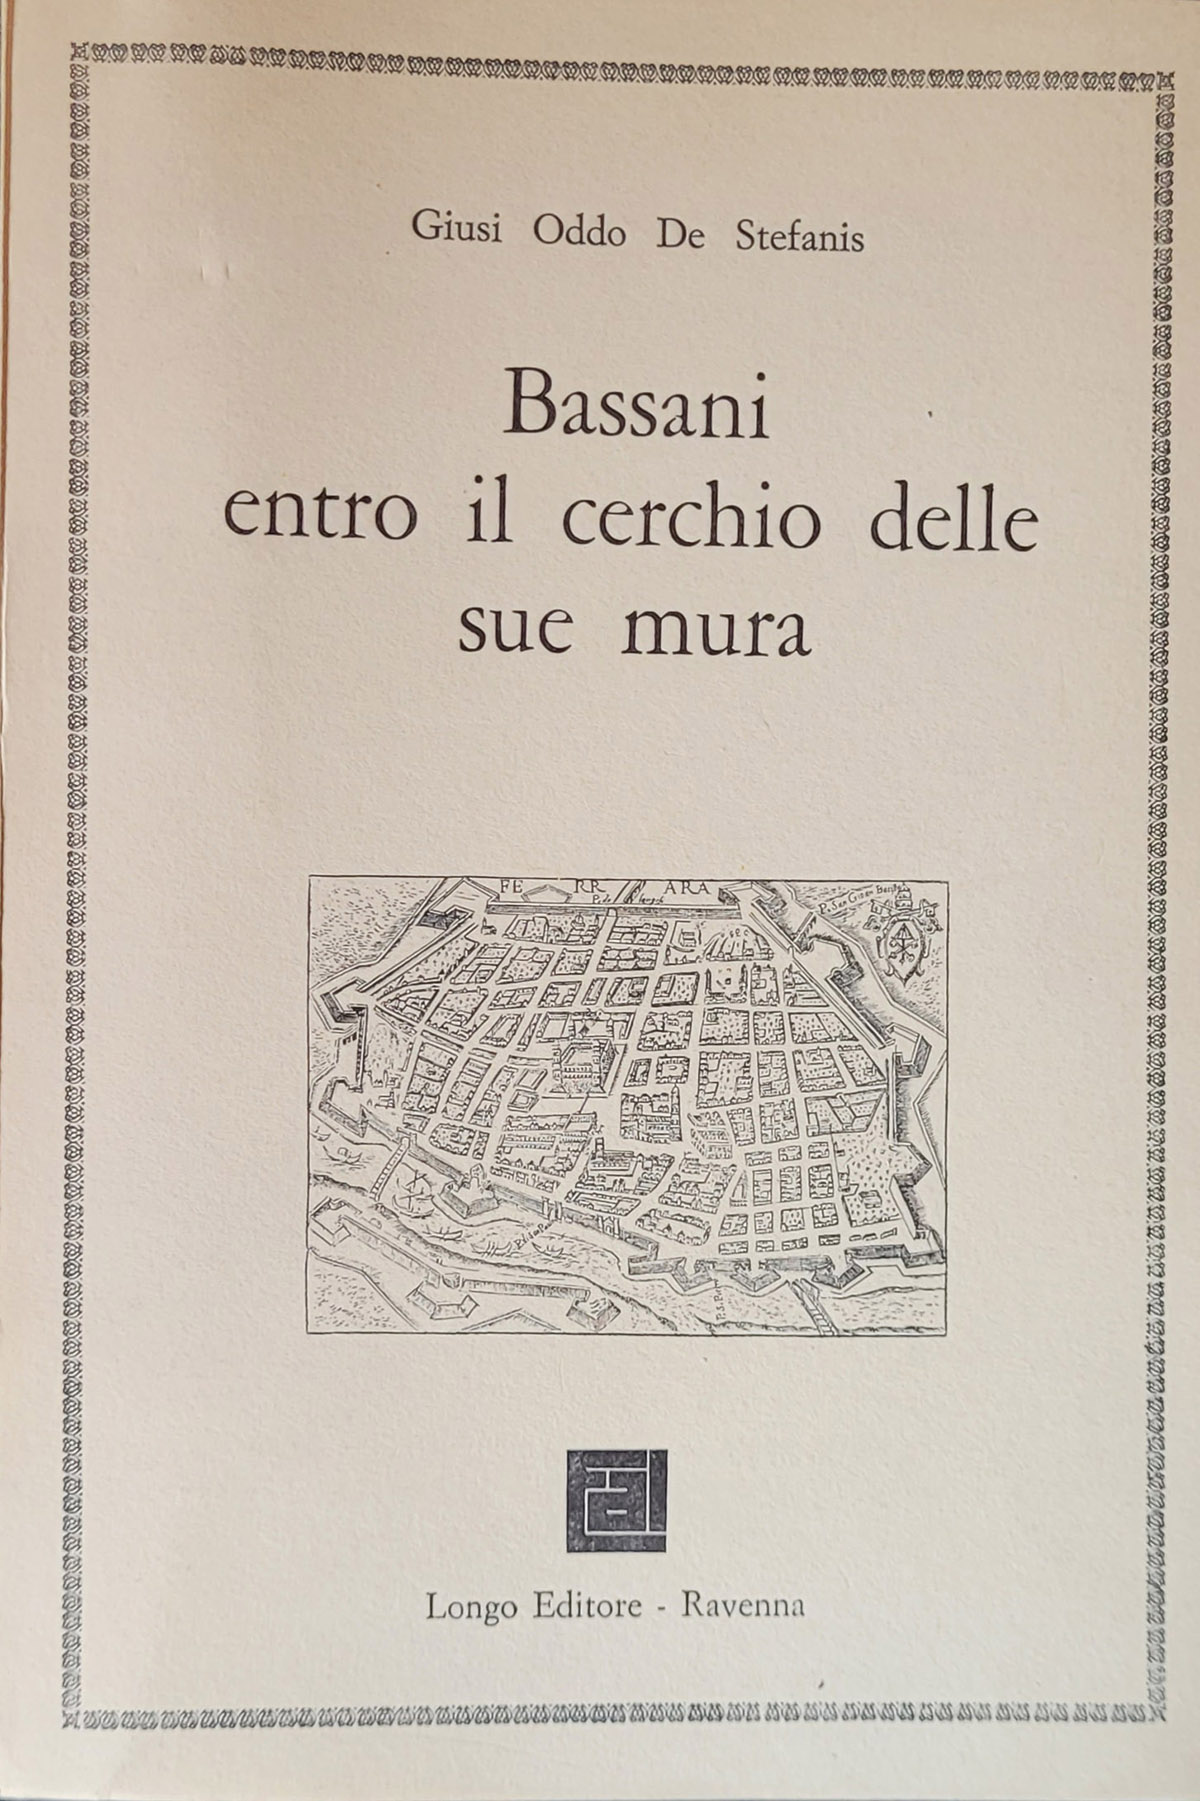 Giusi Oddo De Stefanis
Bassani
entro il cerchio delle
sue mura
FE RR ARA
Longo Editore - Ravenna